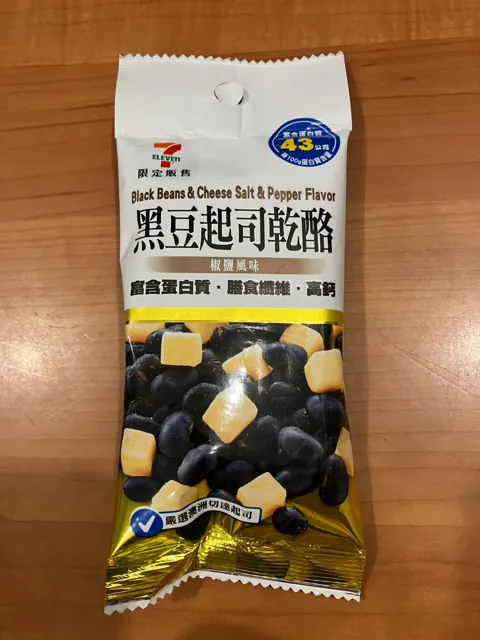 7
ELEVEN
限定販售
富含蛋白質
43公克
每100g蛋白質含量
Black Beans & Cheese Salt & Pepper Flavor
黑豆起司乾酪
椒鹽風味
富含蛋白質・膳食纖維・高鈣
嚴選澳洲切達起司